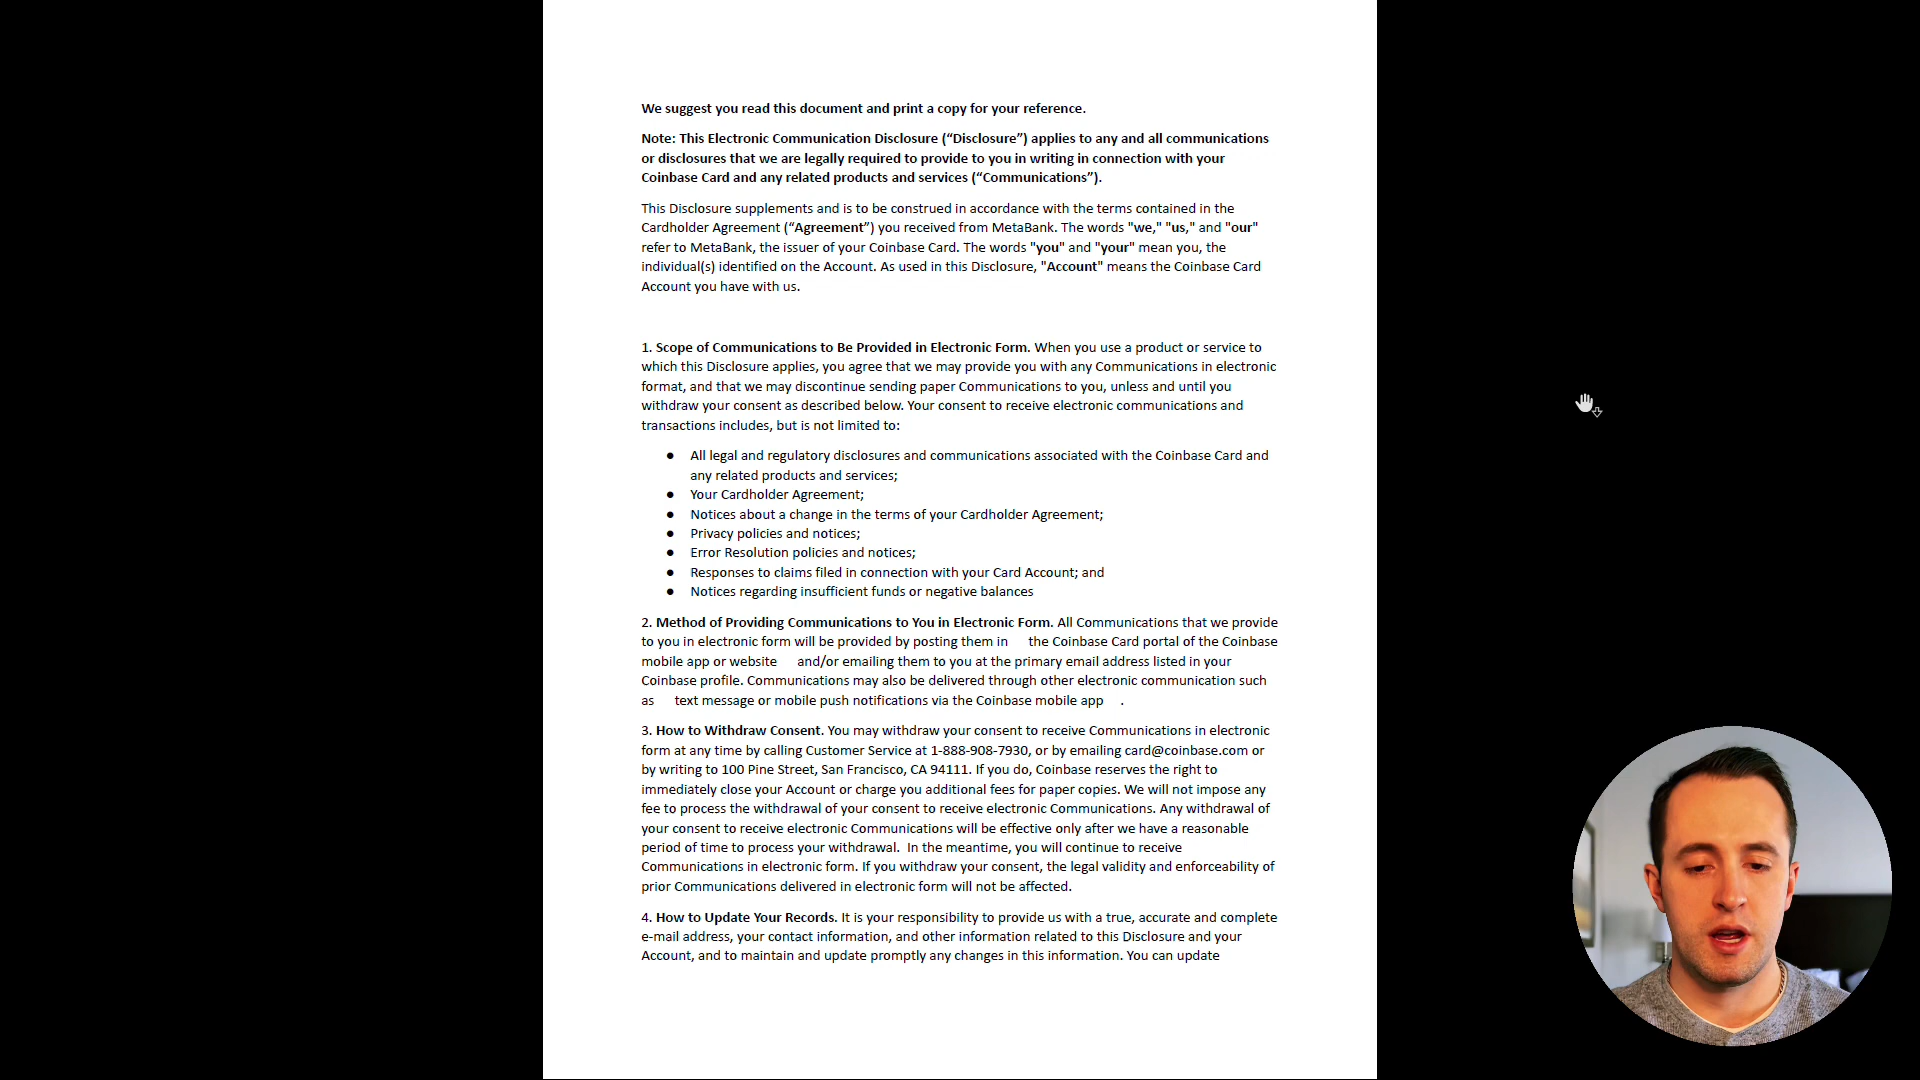 We suggest you read this document and print a copy for your reference.
Note: This Electronic Communication Disclosure (“Disclosure”) applies to any and all communications
or disclosures that we are legally required to provide to you in writing in connection with your
Coinbase Card and any related products and services (“Communications”).
This Disclosure supplements and is to be construed in accordance with the terms contained in the
Cardholder Agreement (“Agreement”) you received from MetaBank. The words "we," "us," and "our"
refer to MetaBank, the issuer of your Coinbase Card. The words "you" and "your" mean you, the
individual(s) identified on the Account. As used in this Disclosure, "Account" means the Coinbase Card
Account you have with us.
1. Scope of Communications to Be Provided in Electronic Form. When you use a product or service to
which this Disclosure applies, you agree that we may provide you with any Communications in electronic
format, and that we may discontinue sending paper Communications to you, unless and until you
withdraw your consent as described below. Your consent to receive electronic communications and
transactions includes, but is not limited to:
● All legal and regulatory disclosures and communications associated with the Coinbase Card and
any related products and services;
● Your Cardholder Agreement;
● Notices about a change in the terms of your Cardholder Agreement;
● Privacy policies and notices;
● Error Resolution policies and notices;
● Responses to claims filed in connection with your Card Account; and
● Notices regarding insufficient funds or negative balances
2. Method of Providing Communications to You in Electronic Form. All Communications that we provide
to you in electronic form will be provided by posting them in the Coinbase Card portal of the Coinbase
mobile app or website and/or emailing them to you at the primary email address listed in your
Coinbase profile. Communications may also be delivered through other electronic communication such
as text message or mobile push notifications via the Coinbase mobile app .
3. How to Withdraw Consent. You may withdraw your consent to receive Communications in electronic
form at any time by calling Customer Service at 1-888-908-7930, or by emailing card@coinbase.com or
by writing to 100 Pine Street, San Francisco, CA 94111. If you do, Coinbase reserves the right to
immediately close your Account or charge you additional fees for paper copies. We will not impose any
fee to process the withdrawal of your consent to receive electronic Communications. Any withdrawal of
your consent to receive electronic Communications will be effective only after we have a reasonable
period of time to process your withdrawal. In the meantime, you will continue to receive
Communications in electronic form. If you withdraw your consent, the legal validity and enforceability of
prior Communications delivered in electronic form will not be affected.
4. How to Update Your Records. It is your responsibility to provide us with a true, accurate and complete
e-mail address, your contact information, and other information related to this Disclosure and your
Account, and to maintain and update promptly any changes in this information. You can update